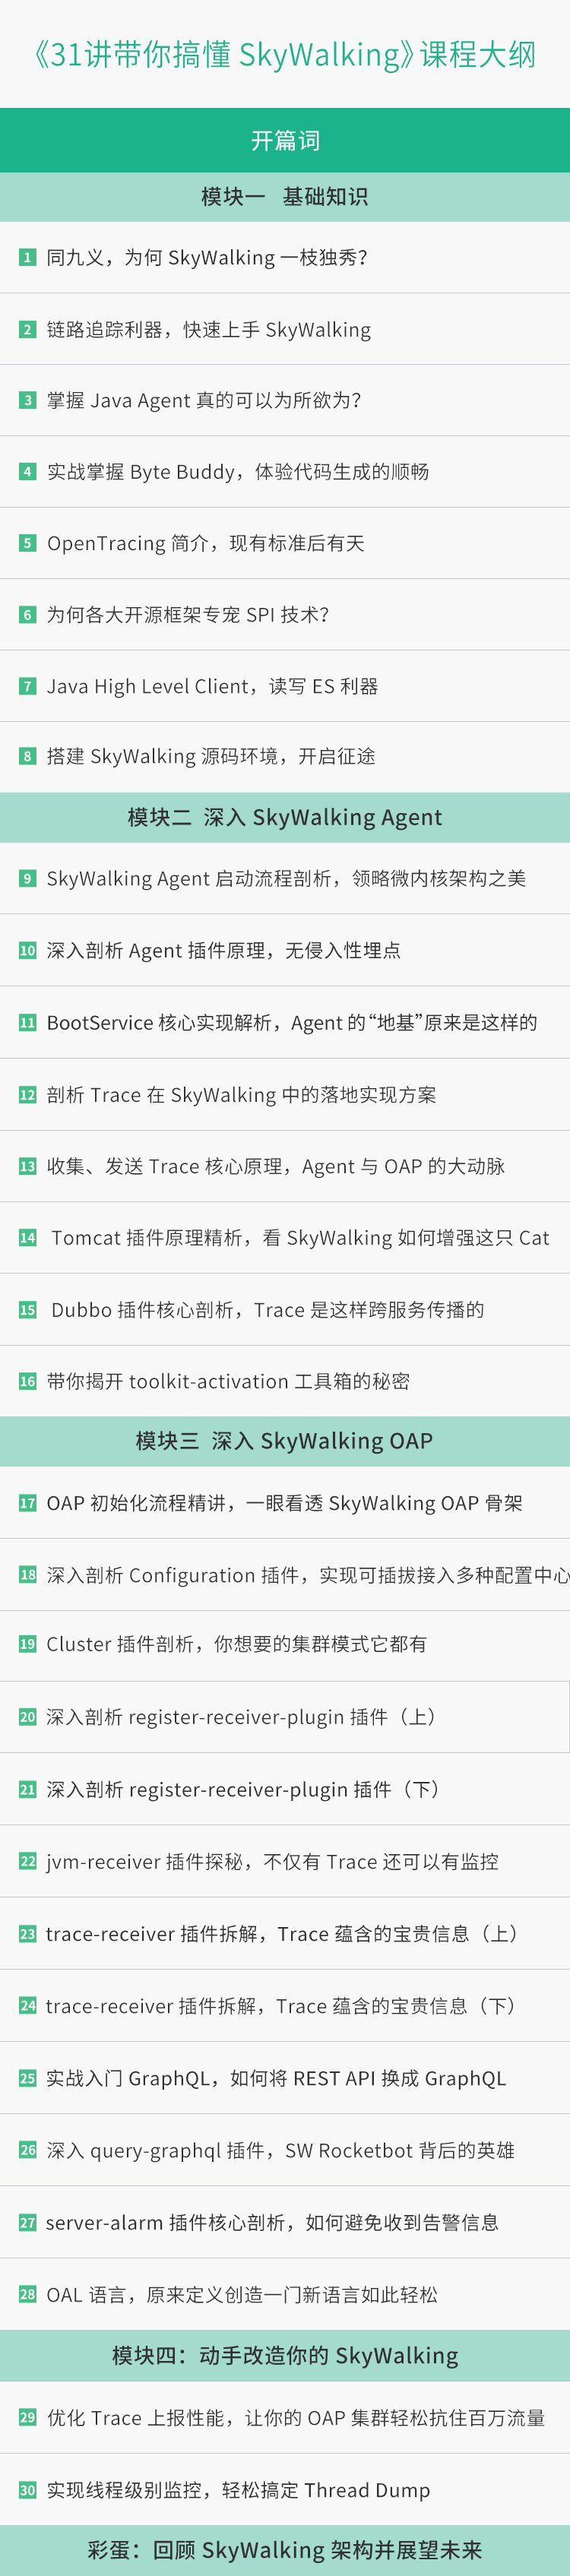 《31讲带你搞懂 SkyWalking》课程大纲
开篇词
模块一 基础知识
1 同九义，为何 SkyWalking 一枝独秀？
2 链路追踪利器，快速上手 SkyWalking
3 掌握 Java Agent 真的可以为所欲为？
4 实战掌握 Byte Buddy，体验代码生成的顺畅
5 OpenTracing 简介，现有标准后有天
6 为何各大开源框架专宠 SPI 技术？
7 Java High Level Client，读写 ES 利器
8 搭建 SkyWalking 源码环境，开启征途
模块二 深入 SkyWalking Agent
9 SkyWalking Agent 启动流程剖析，领略微内核架构之美
10 深入剖析 Agent 插件原理，无侵入性埋点
11 BootService 核心实现解析，Agent 的“地基”原来是这样的
12 剖析 Trace 在 SkyWalking 中的落地实现方案
13 收集、发送 Trace 核心原理，Agent 与 OAP 的大动脉
14 Tomcat 插件原理精析，看 SkyWalking 如何增强这只 Cat
15 Dubbo 插件核心剖析，Trace 是这样跨服务传播的
16 带你揭开 toolkit-activation 工具箱的秘密
模块三 深入 SkyWalking OAP
17 OAP 初始化流程精讲，一眼看透 SkyWalking OAP 骨架
18 深入剖析 Configuration 插件，实现可插拔接入多种配置中心
19 Cluster 插件剖析，你想要的集群模式它都有
20 深入剖析 register-receiver-plugin 插件（上）
21 深入剖析 register-receiver-plugin 插件（下）
22 jvm-receiver 插件探秘，不仅有 Trace 还可以有监控
23 trace-receiver 插件拆解，Trace 蕴含的宝贵信息（上）
24 trace-receiver 插件拆解，Trace 蕴含的宝贵信息（下）
25 实战入门 GraphQL，如何将 REST API 换成 GraphQL
26 深入 query-graphql 插件，SW Rocketbot 背后的英雄
27 server-alarm 插件核心剖析，如何避免收到告警信息
28 OAL 语言，原来定义创造一门新语言如此轻松
模块四：动手改造你的 SkyWalking
29 优化 Trace 上报性能，让你的 OAP 集群轻松抗住百万流量
30 实现线程级别监控，轻松搞定 Thread Dump
彩蛋：回顾 SkyWalking 架构并展望未来